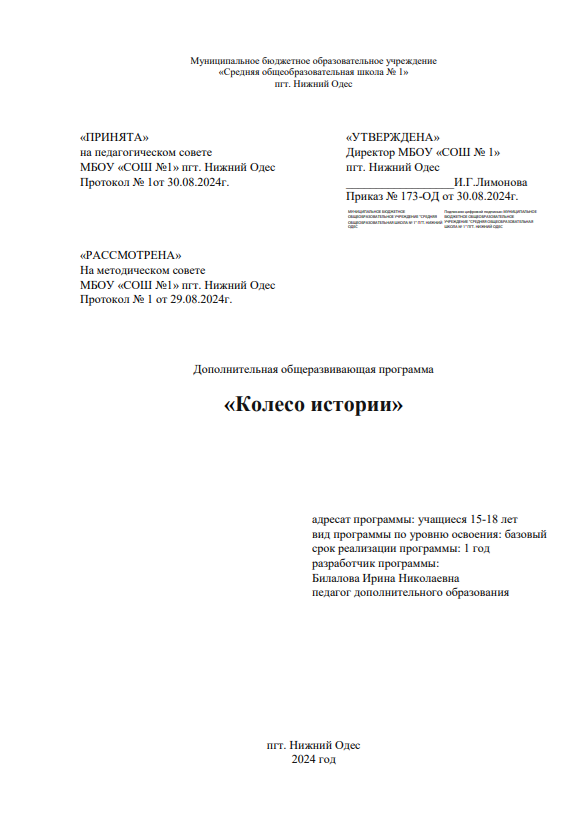 Муниципальное бюджетное образовательное учреждение
«Средняя общеобразовательная школа № 1»
пгт. Нижний Одес
«ПРИНЯТА»
на педагогическом совете
МБОУ «СОШ №1» пгт. Нижний Одес
Протокол № 1от 30.08.2024г.
«УТВЕРЖДЕНА»
Директор МБОУ «СОШ № 1»
пгт. Нижний Одес
__________________И.Г.Лимонова
Приказ № 173-ОД от 30.08.2024г.
МУНИЦИПАЛЬНОЕ БЮДЖЕТНОЕ
ОБЩЕОБРАЗОВАТЕЛЬНОЕ УЧРЕЖДЕНИЕ "СРЕДНЯЯ
ОБЩЕОБРАЗОВАТЕЛЬНАЯ ШКОЛА № 1" ПГТ. НИЖНИЙ
ОДЕС
Подписано цифровой подписью: МУНИЦИПАЛЬНОЕ
БЮДЖЕТНОЕ ОБЩЕОБРАЗОВАТЕЛЬНОЕ
УЧРЕЖДЕНИЕ "СРЕДНЯЯ ОБЩЕОБРАЗОВАТЕЛЬНАЯ
ШКОЛА № 1" ПГТ. НИЖНИЙ ОДЕС
«РАССМОТРЕНА»
На методическом совете
МБОУ «СОШ №1» пгт. Нижний Одес
Протокол № 1 от 29.08.2024г.
Дополнительная общеразвивающая программа
«Колесо истории»
адресат программы: учащиеся 15-18 лет
вид программы по уровню освоения: базовый
срок реализации программы: 1 год
разработчик программы:
Билалова Ирина Николаевна
педагог дополнительного образования
пгт. Нижний Одес
2024 год